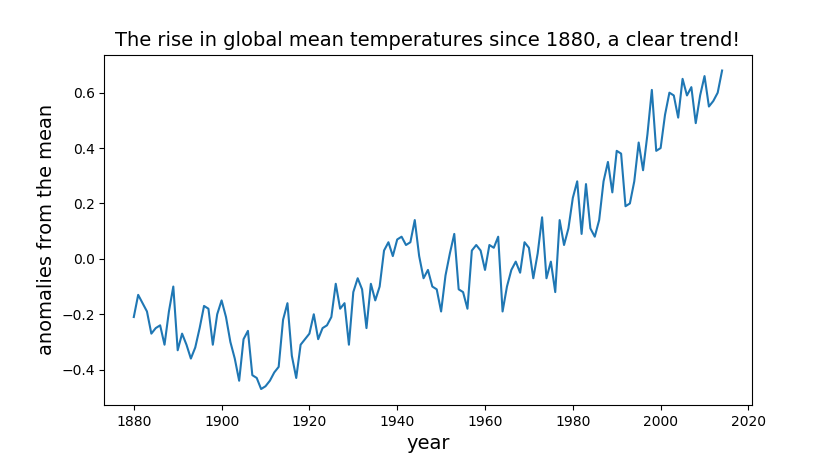 The rise in global mean temperatures since 1880, a clear trend!
anomalies from the mean
0.6
0.4
0.2
0.0
−0.2
−0.4
1880 1900 1920 1940 1960 1980 2000 2020
year